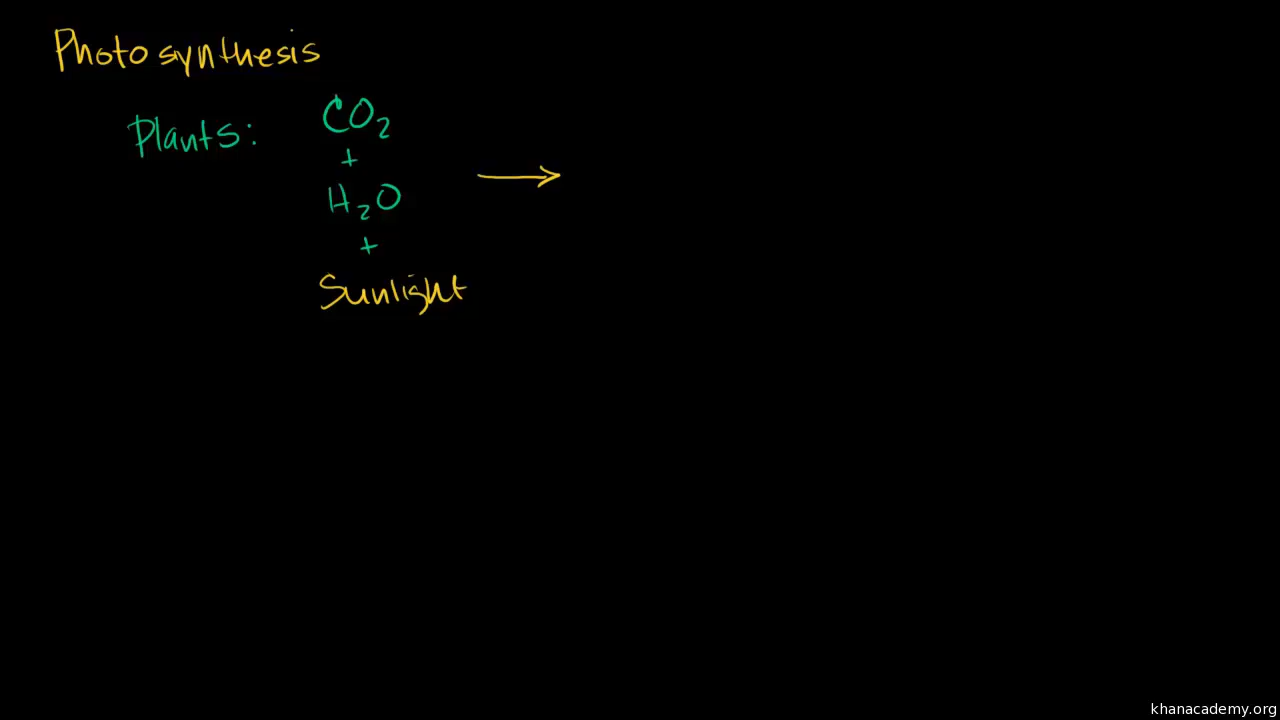 Photosynthesis
Plants: CO₂
+
H₂O
+
Sunlight
khanacademy.org